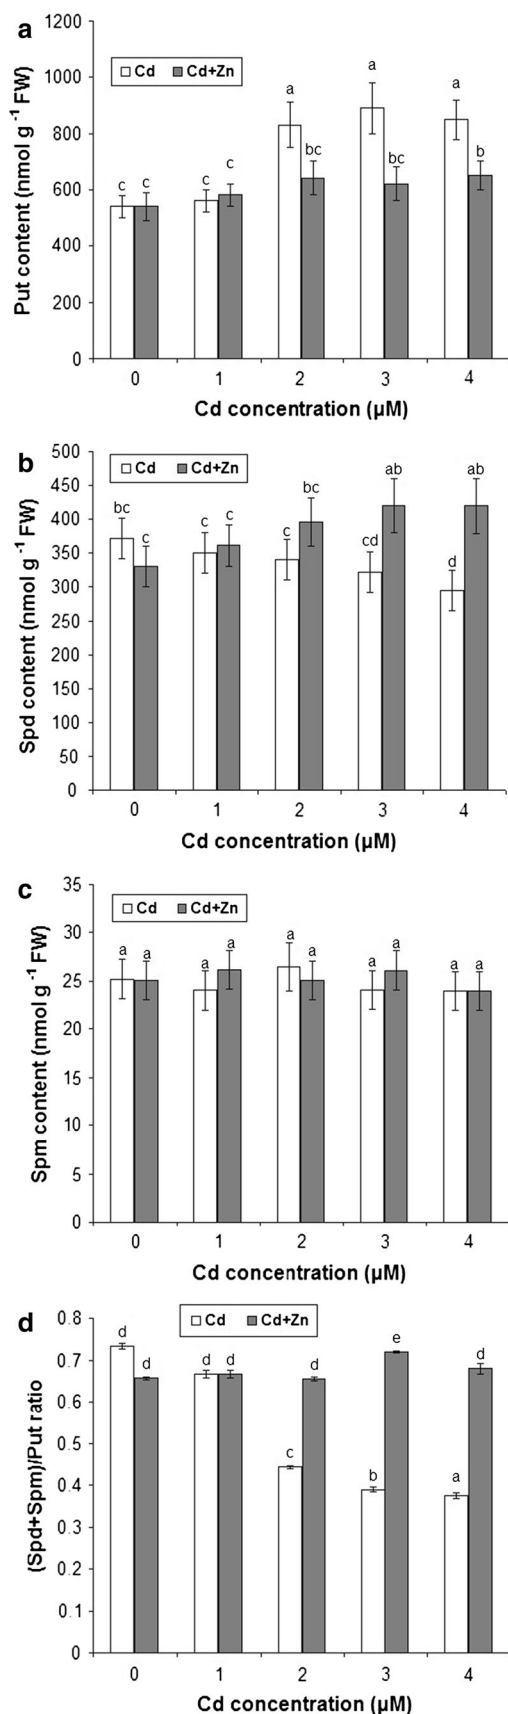 a
1200
1000
800
600
400
200
0
Put content (nmol g -1 FW)
Cd Cd+Zn
c c c c a bc a bc a b
0 1 2 3 4
Cd concentration (µM)
b
500
450
400
350
300
250
200
150
100
50
0
Spd content (nmol g -1 FW)
Cd Cd+Zn
bc c c c c bc cd ab d ab
0 1 2 3 4
Cd concentration (µM)
c
35
30
25
20
15
10
5
0
Spm content (nmol g -1 FW)
Cd Cd+Zn
a a a a a a a a a a
0 1 2 3 4
Cd concentration (µM)
d
0.8
0.7
0.6
0.5
0.4
0.3
0.2
0.1
0
(Spd+Spm)/Put ratio
Cd Cd+Zn
d d d d c d b e a d
0 1 2 3 4
Cd concentration (µM)